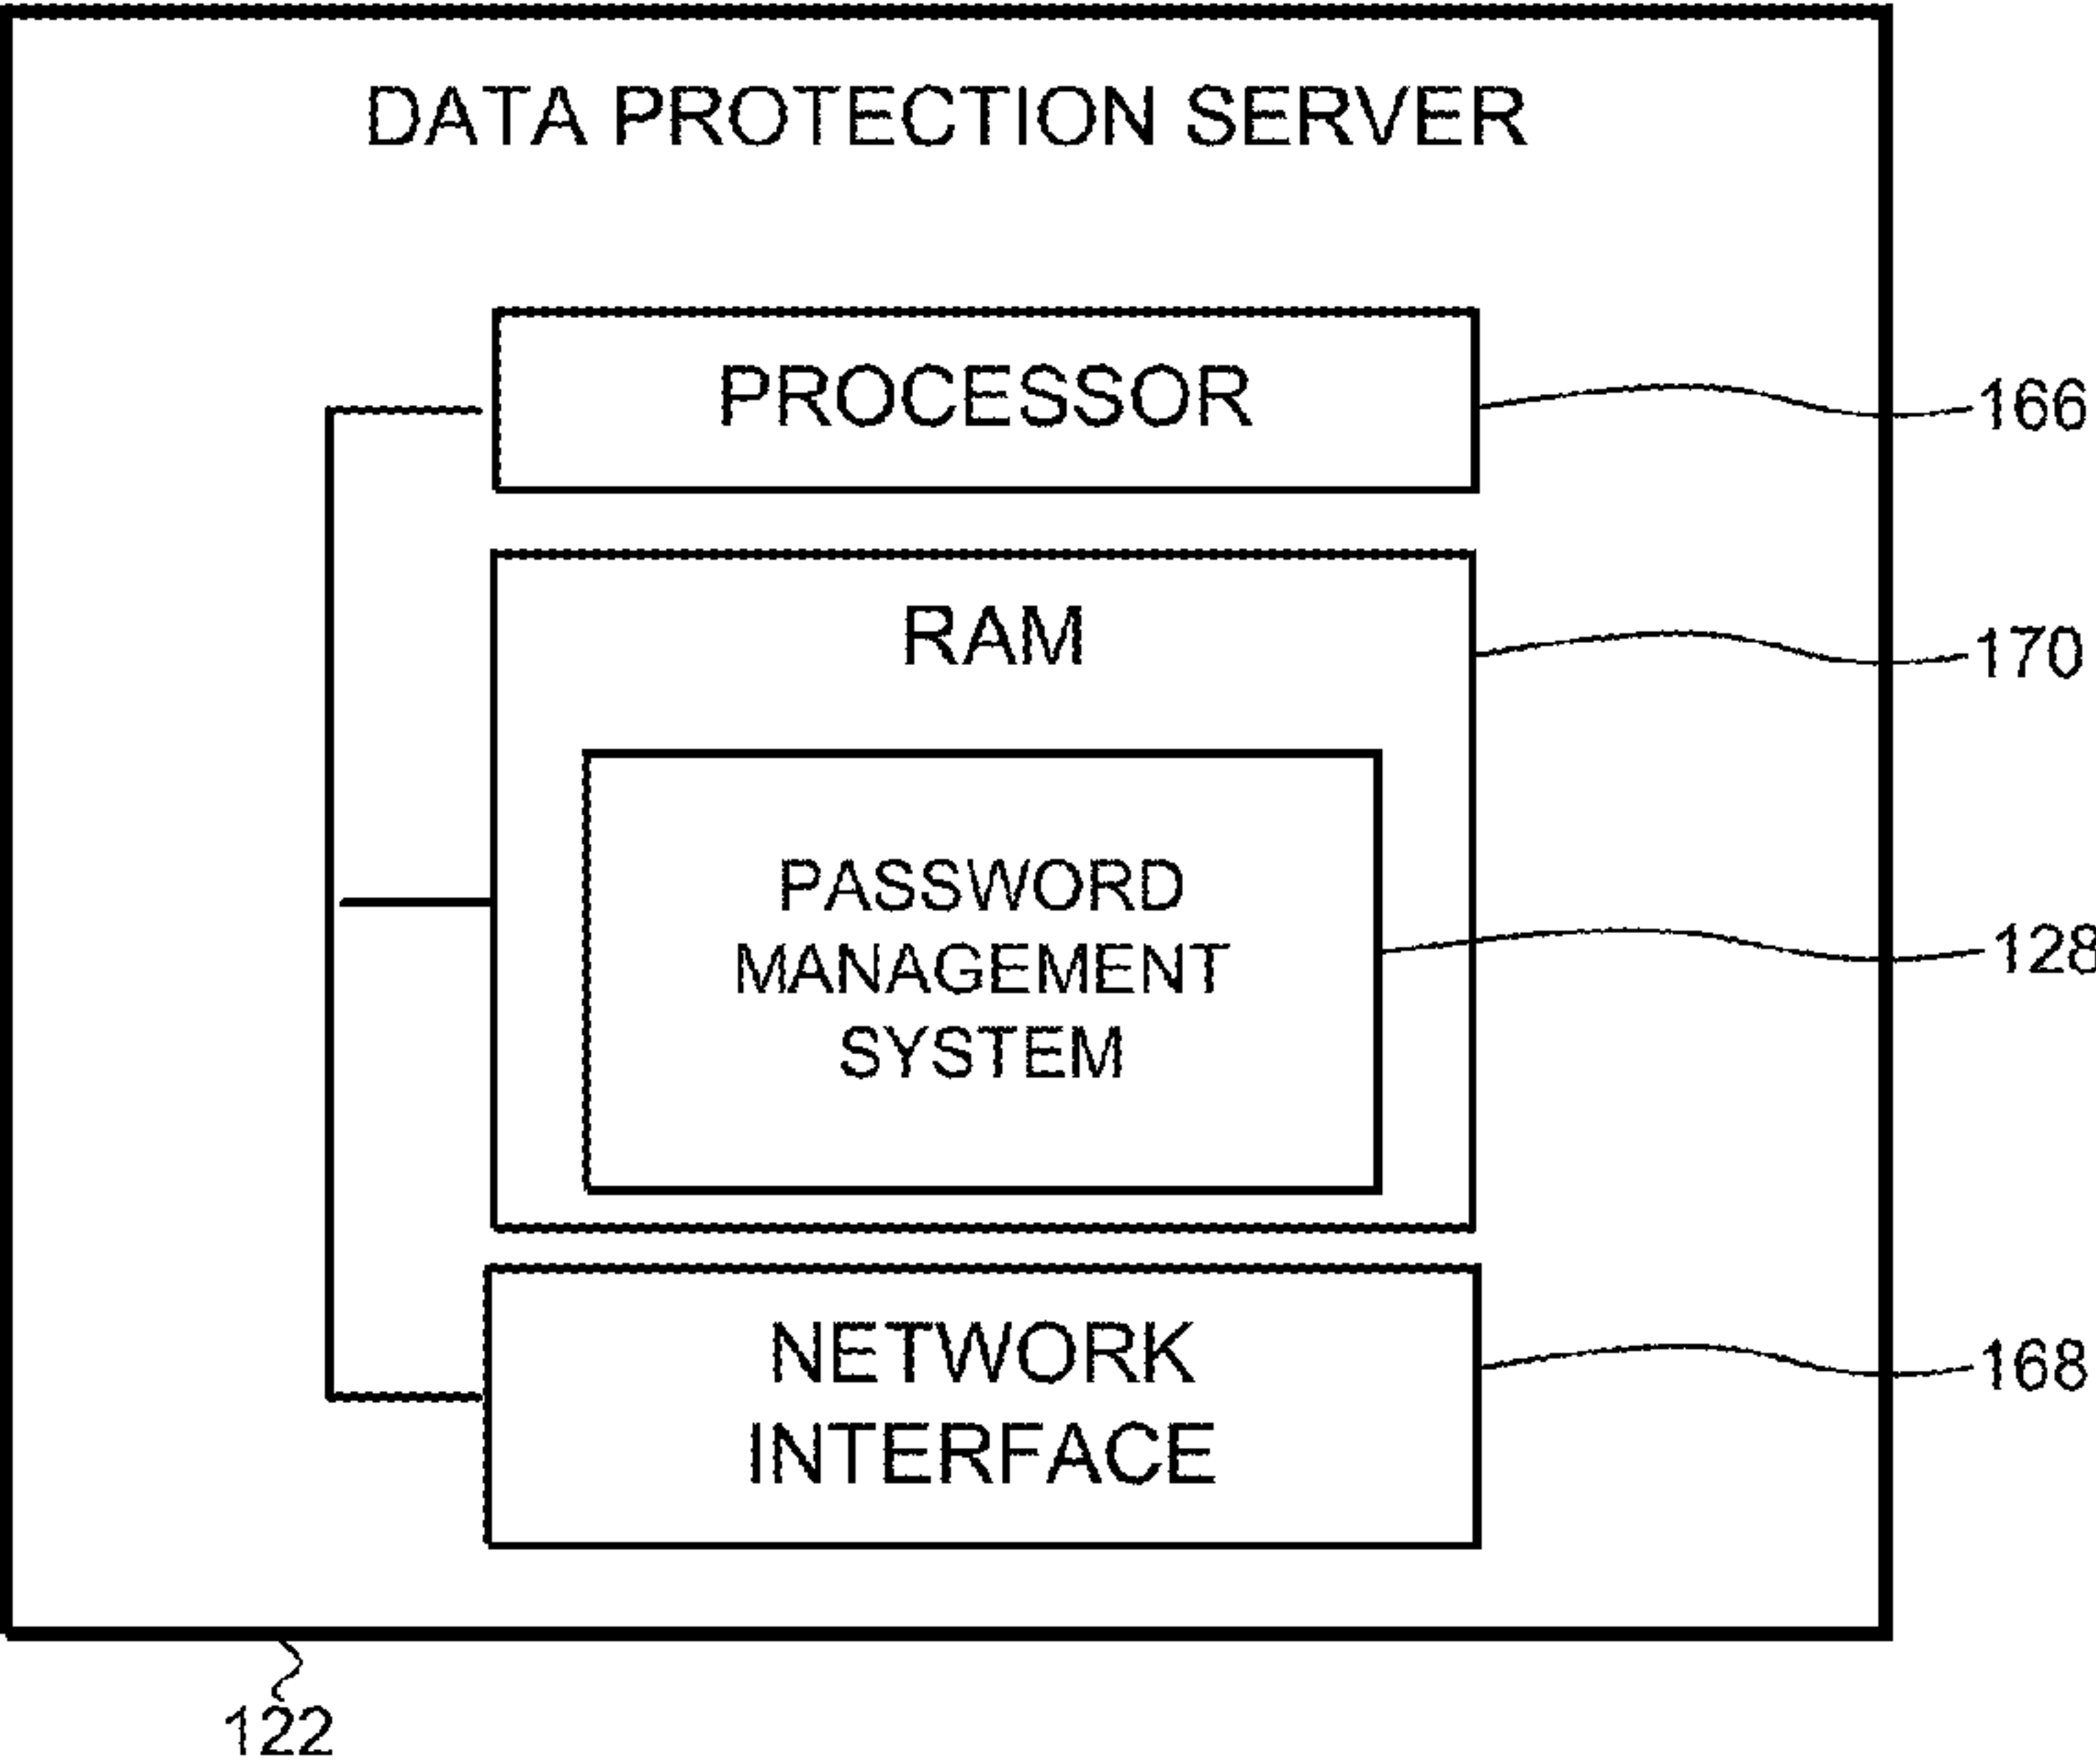 DATA PROTECTION SERVER
PROCESSOR
166
RAM
170
PASSWORD
MANAGEMENT
SYSTEM
128
NETWORK
INTERFACE
168
122